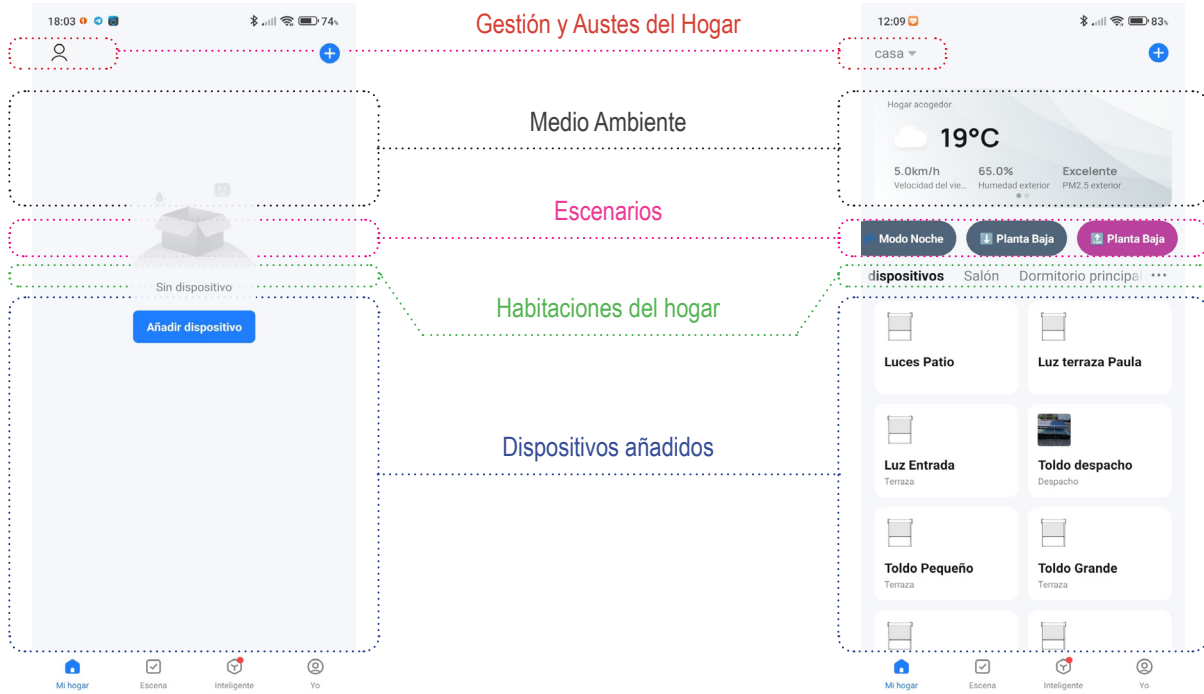 18:03
74%
Sin dispositivo
Añadir dispositivo
Mi hogar
Escena
Inteligente
Yo
Gestión y Austes del Hogar
Medio Ambiente
Escenarios
Habitaciones del hogar
Dispositivos añadidos
12:09
83%
casa
Hogar acogedor
19°C
5.0km/h 65.0% Excelente
Velocidad del vie... Humedad exterior PM2.5 exterior
Modo Noche Planta Baja Planta Baja
dispositivos Salón Dormitorio principal ...
Luces Patio Luz terraza Paula
Luz Entrada Toldo despacho
Terraza Despacho
Toldo Pequeño Toldo Grande
Terraza Terraza
Mi hogar
Escena
Inteligente
Yo